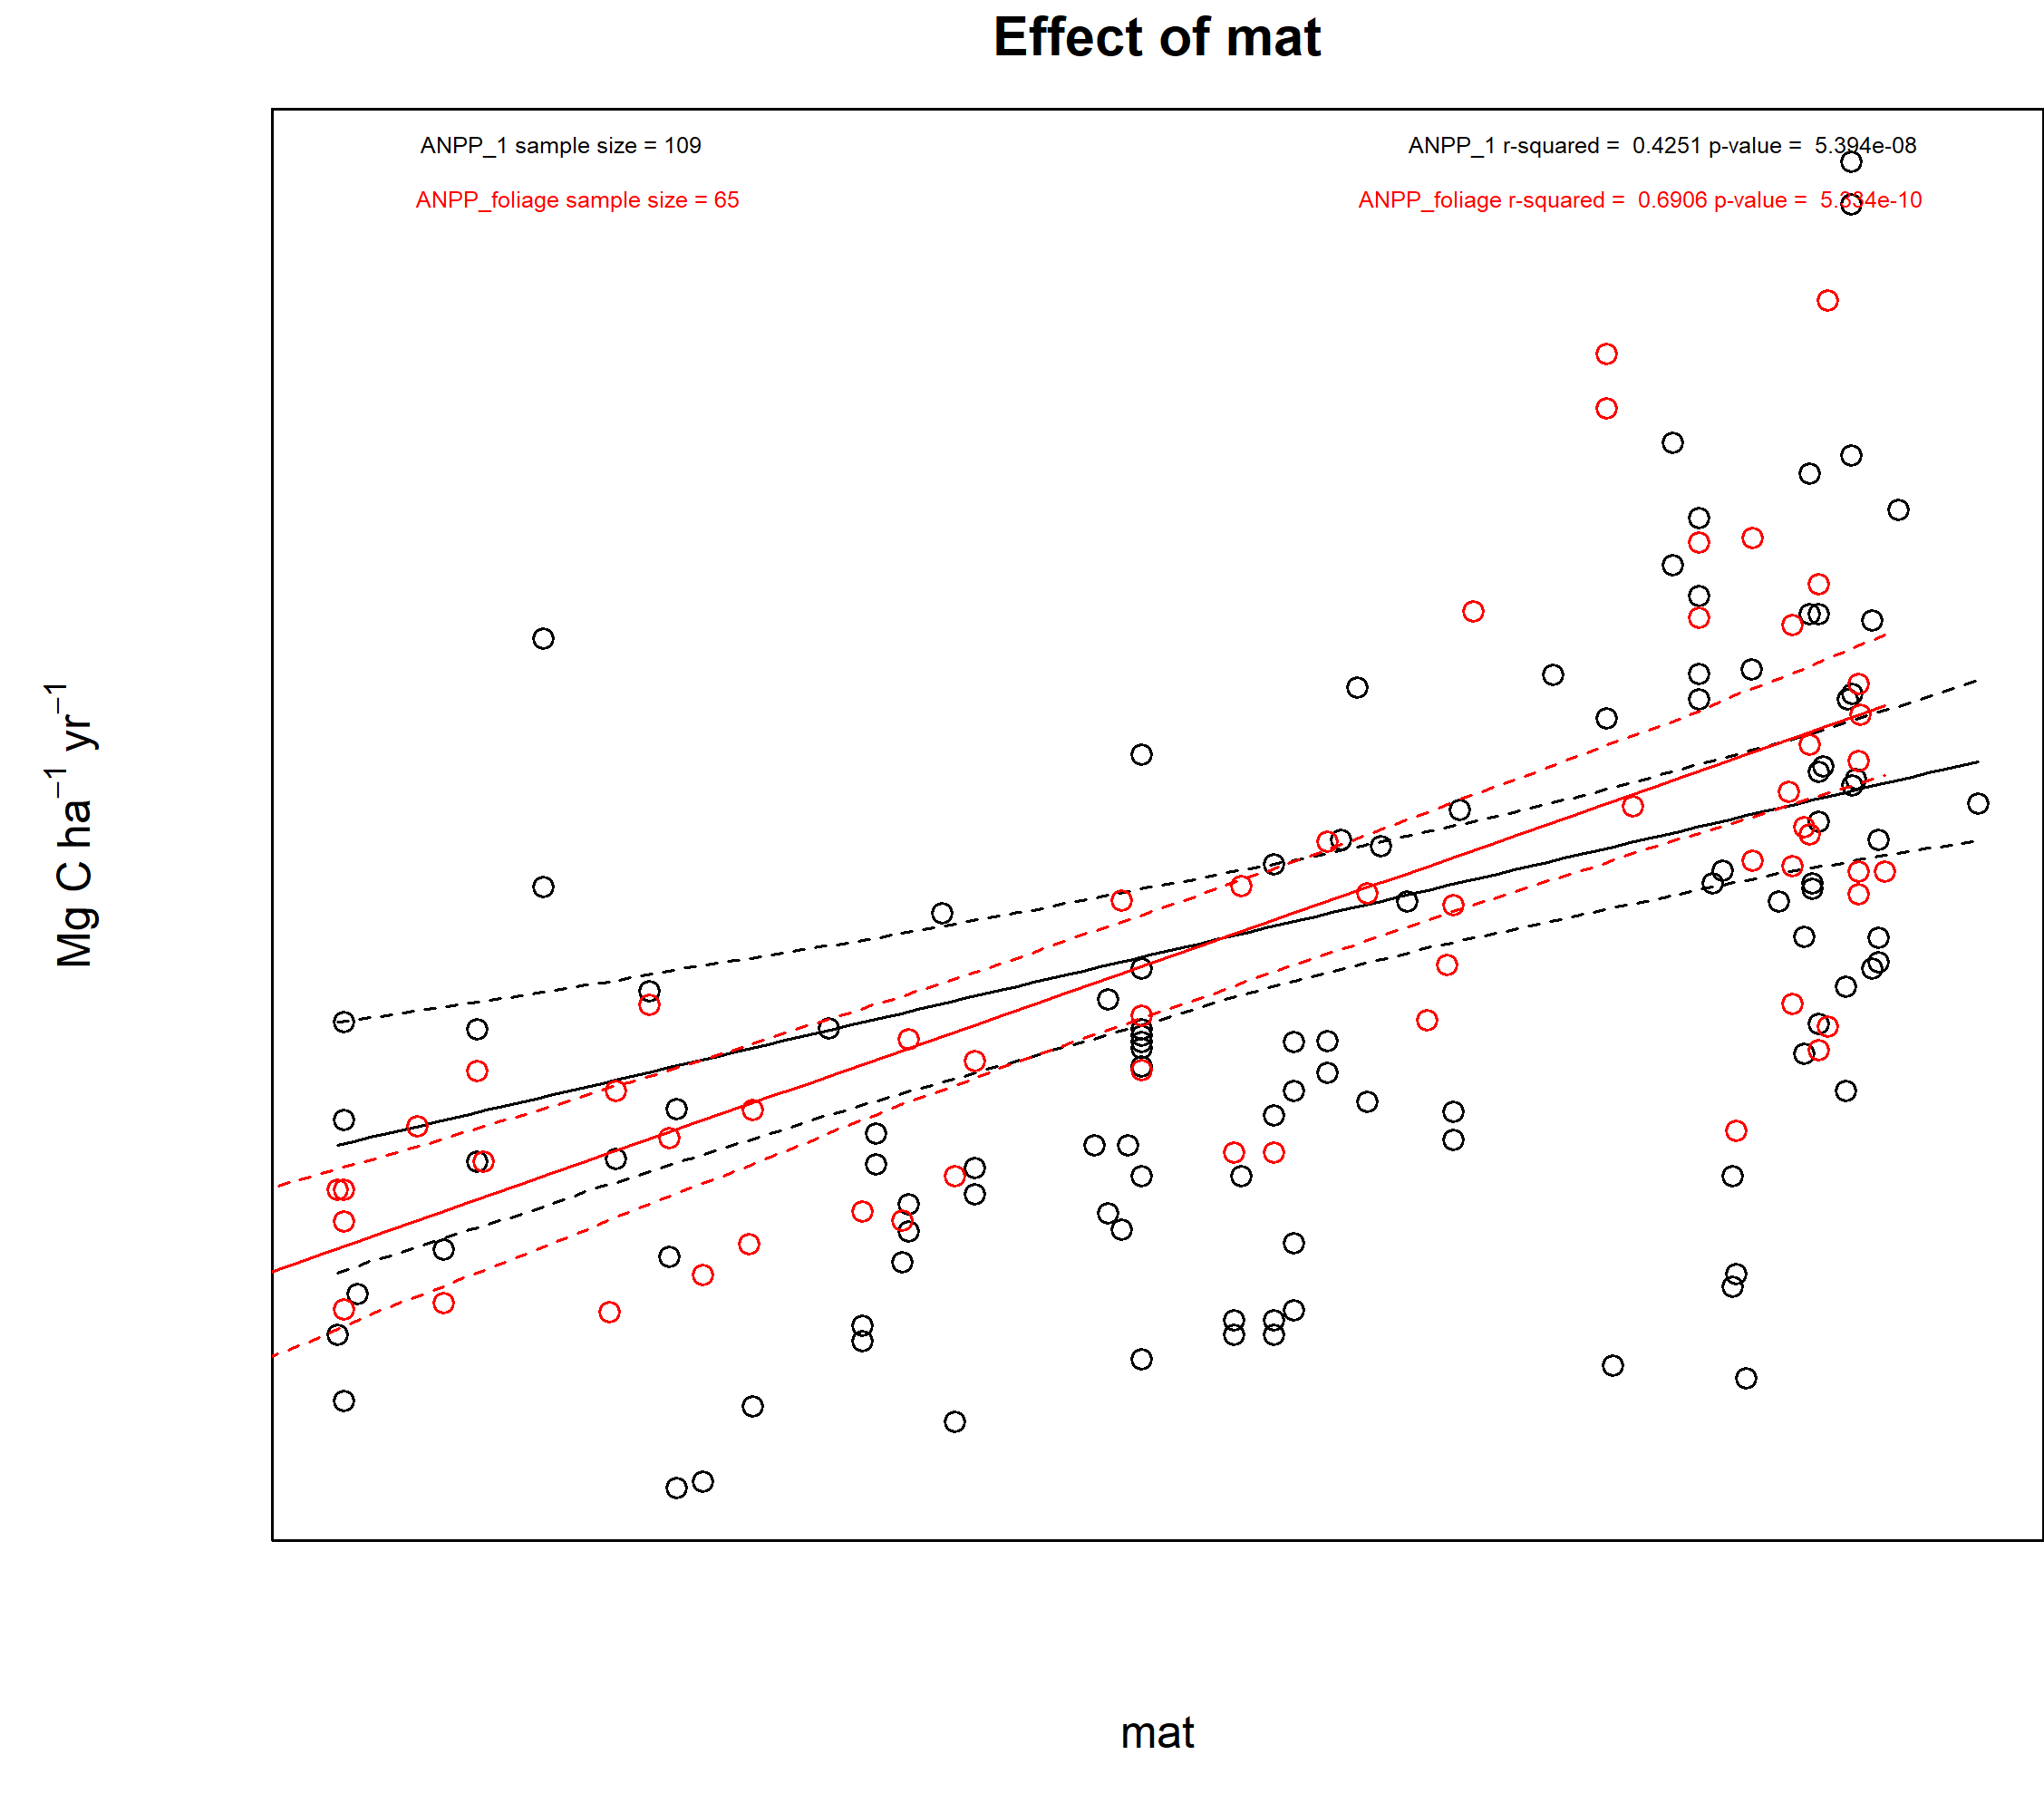 Effect of mat
ANPP_1 sample size = 109
ANPP_1 r-squared = 0.4251 p-value = 5.394e-08
ANPP_foliage sample size = 65
ANPP_foliage r-squared = 0.6906 p-value = 5.334e-10
Mg C ha⁻¹ yr⁻¹
mat